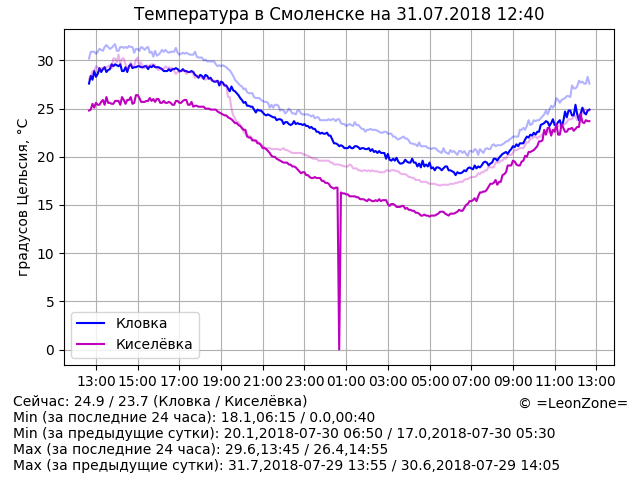 Температура в Смоленске на 31.07.2018 12:40
градусов Цельсия, °C
30
25
20
15
10
5
0
Кловка
Киселёвка
13:00 15:00 17:00 19:00 21:00 23:00 01:00 03:00 05:00 07:00 09:00 11:00 13:00
Сейчас: 24.9 / 23.7 (Кловка / Киселёвка)
© =LeonZone=
Min (за последние 24 часа): 18.1,06:15 / 0.0,00:40
Min (за предыдущие сутки): 20.1,2018-07-30 06:50 / 17.0,2018-07-30 05:30
Max (за последние 24 часа): 29.6,13:45 / 26.4,14:55
Max (за предыдущие сутки): 31.7,2018-07-29 13:55 / 30.6,2018-07-29 14:05